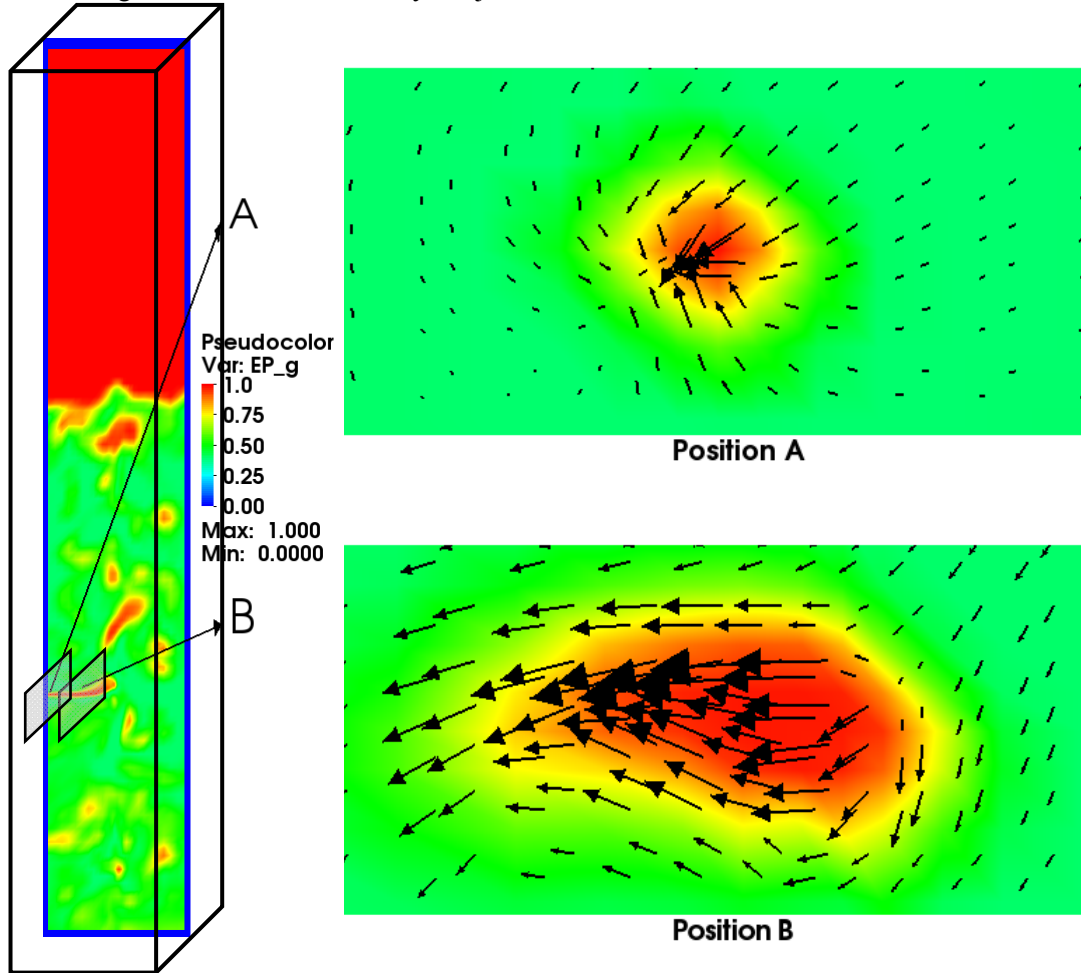 A
Pseudocolor
Var: EP_g
1.0
0.75
0.50
0.25
0.00
Max: 1.000
Min: 0.0000
B
Position A
Position B